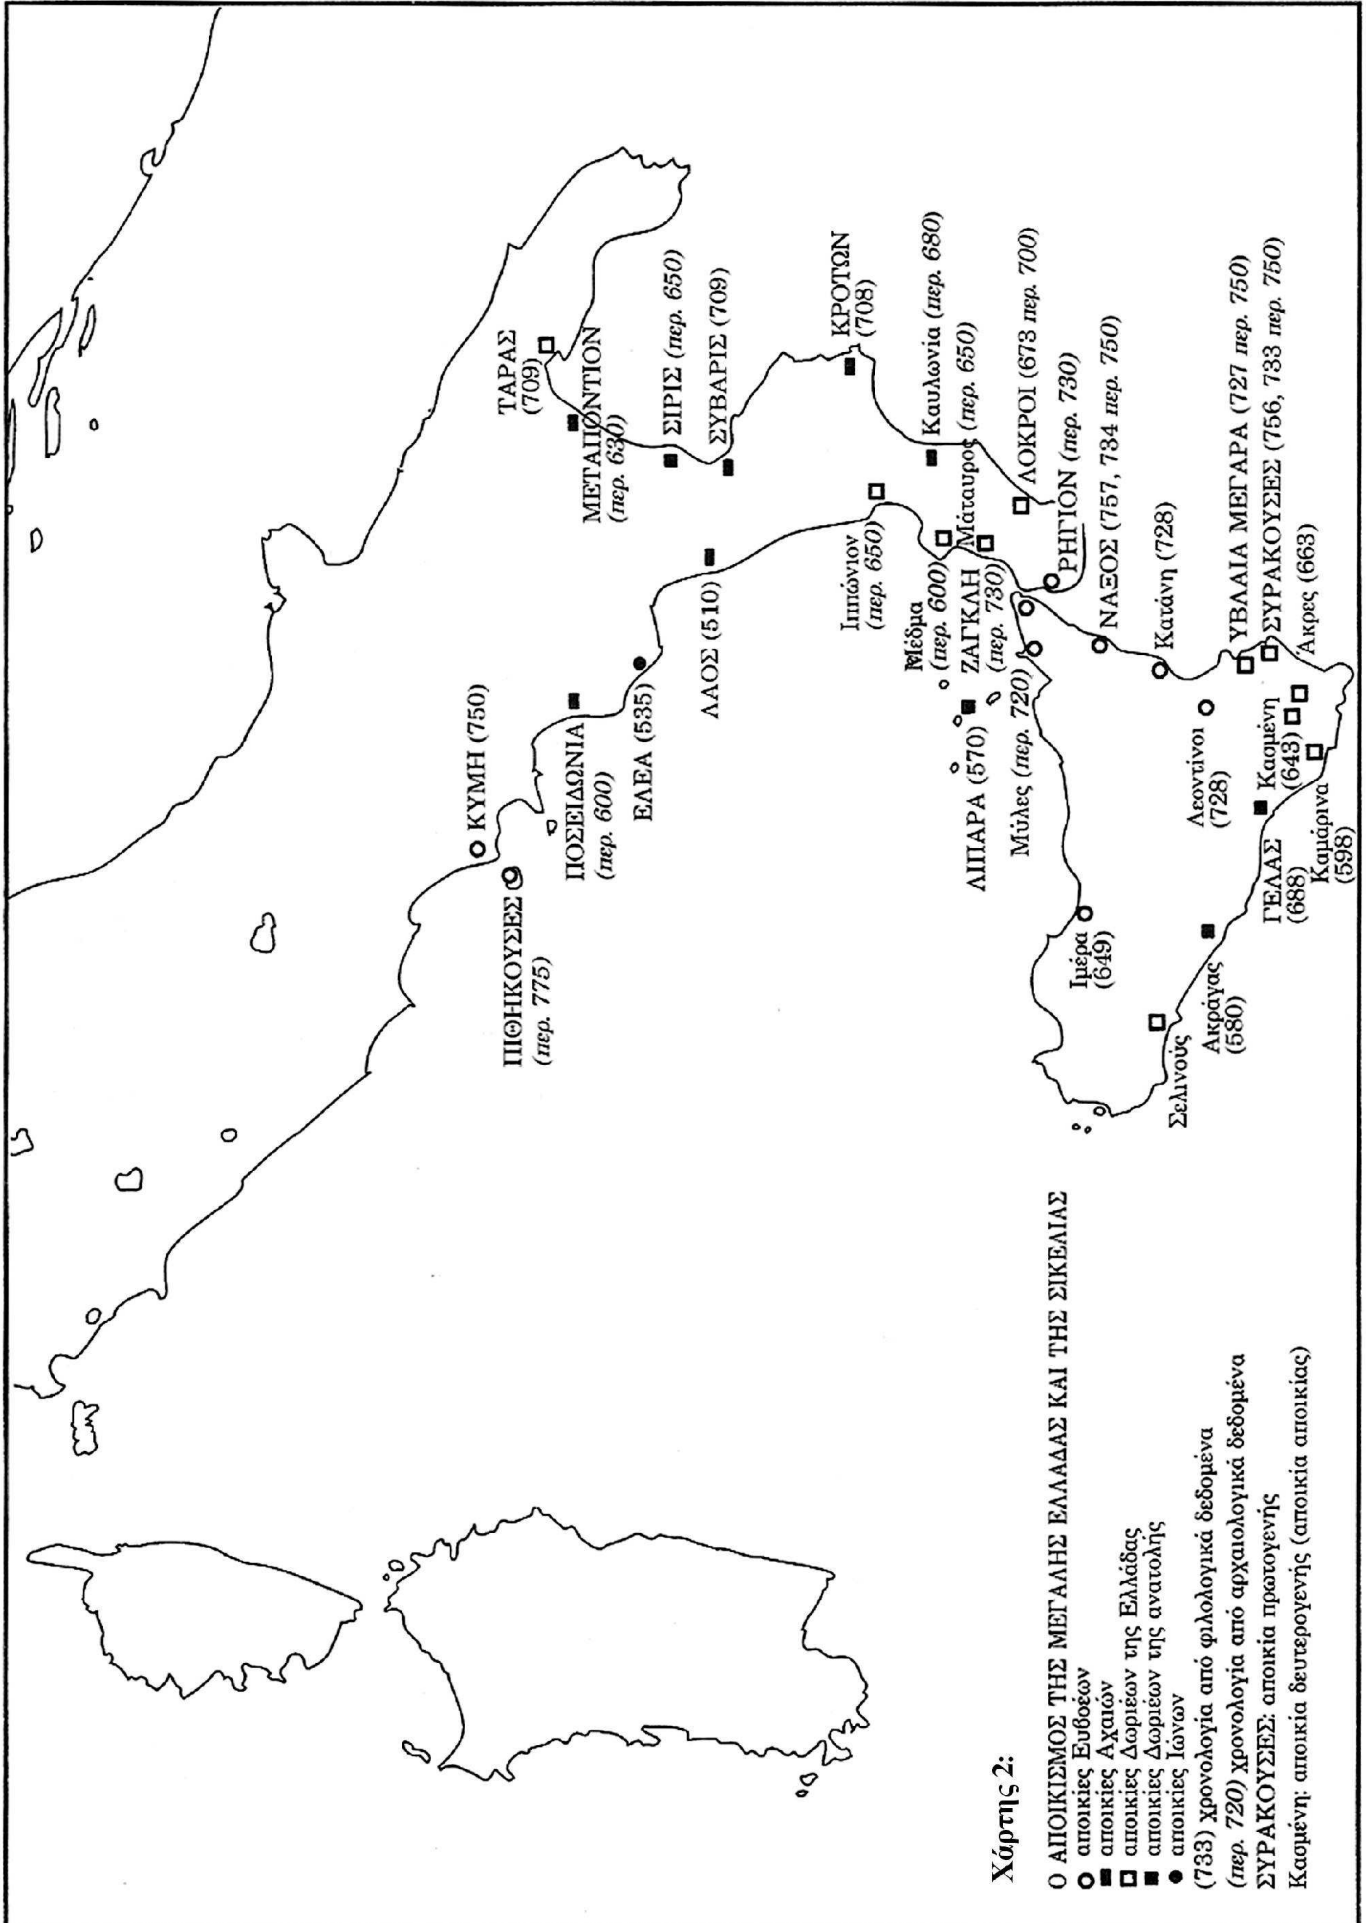 ΤΑΡΑΣ
(709)
ΜΕΤΑΠΟΝΤΙΟΝ
(περ. 630)
ΣΙΡΙΣ (περ. 650)
ΣΥΒΑΡΙΣ (709)
ΚΡΟΤΩΝ
(708)
Καυλωνία (περ. 680)
Μάταυρος (περ. 650)
ΛΟΚΡΟΙ (673 περ. 700)
ΡΗΓΙΟΝ (περ. 730)
ΝΑΞΟΣ (757, 734 περ. 750)
Κατάνη (728)
ΥΒΛΑΙΑ ΜΕΓΑΡΑ (727 περ. 750)
ΣΥΡΑΚΟΥΣΕΣ (756, 733 περ. 750)
Άκρες (663)
ΚΥΜΗ (750)
ΠΙΘΗΚΟΥΣΕΣ
(περ. 775)
ΠΟΣΕΙΔΩΝΙΑ
(περ. 600)
ΕΛΕΑ (535)
ΛΑΟΣ (510)
Ιππώνιον
(περ. 650)
Μέδμα
(περ. 600)
ΖΑΓΚΛΗ
(περ. 730)
ΛΙΠΑΡΑ (570)
Μύλες (περ. 720)
Λεοντίνοι
(728)
Κασμένη
(643)
ΓΕΛΑΣ
(688)
Καμάρινα
(598)
Ιμέρα
(649)
Ακράγας
(580)
Σελινούς
Χάρτης 2:
Ο ΑΠΟΙΚΙΣΜΟΣ ΤΗΣ ΜΕΓΑΛΗΣ ΕΛΛΑΔΑΣ ΚΑΙ ΤΗΣ ΣΙΚΕΛΙΑΣ
αποικίες Ευβοέων
αποικίες Αχαιών
αποικίες Δωριέων της Ελλάδας
αποικίες Δωριέων της ανατολής
αποικίες Ιώνων
(733) χρονολογία από φιλολογικά δεδομένα
(περ. 720) χρονολογία από αρχαιολογικά δεδομένα
ΣΥΡΑΚΟΥΣΕΣ: αποικία πρωτογενής
Κασμένη: αποικία δευτερογενής (αποικία αποικίας)